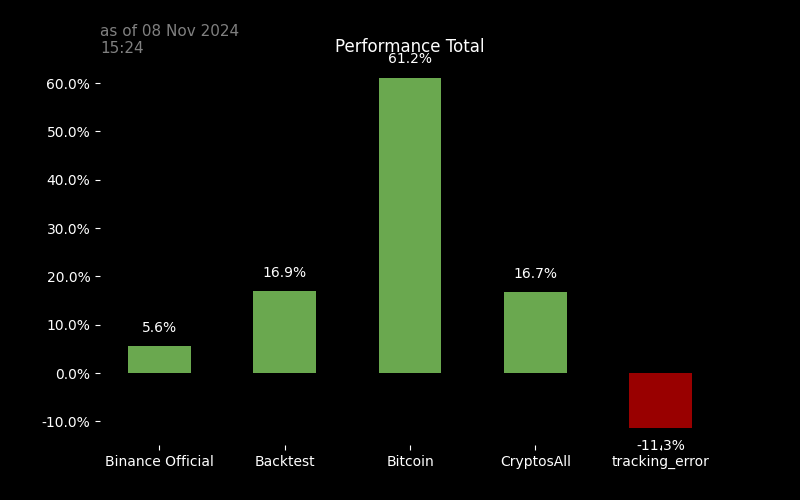 as of 08 Nov 2024
15:24
Performance Total
61.2%
60.0%
50.0%
40.0%
30.0%
20.0%
10.0%
0.0%
-10.0%
5.6%
16.9%
16.7%
-11.3%
Binance Official
Backtest
Bitcoin
CryptosAll
tracking_error